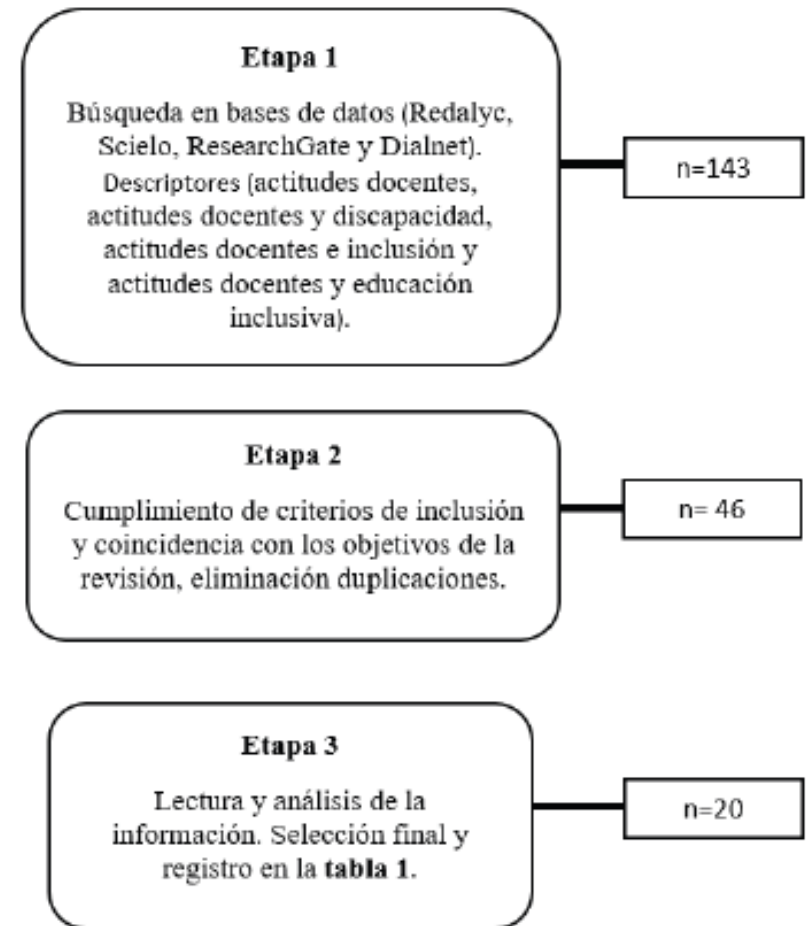 Etapa 1
Búsqueda en bases de datos (Redalyc,
Scielo, ResearchGate y Dialnet).
Descriptores (actitudes docentes,
actitudes docentes y discapacidad,
actitudes docentes e inclusión y
actitudes docentes y educación
inclusiva).
n=143
Etapa 2
Cumplimiento de criterios de inclusión
y coincidencia con los objetivos de la
revisión, eliminación duplicaciones.
n= 46
Etapa 3
Lectura y análisis de la
información. Selección final y
registro en la tabla 1.
n=20